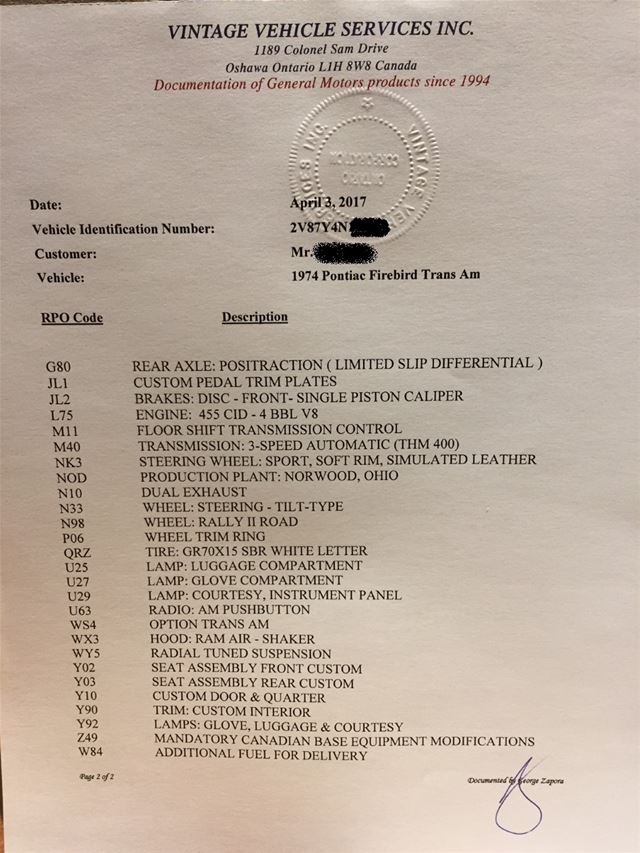 VINTAGE VEHICLE SERVICES INC.
1189 Colonel Sam Drive
Oshawa Ontario L1H 8W8 Canada
Documentation of General Motors products since 1994
VINTAGE VEHICLE SERVICES INC.
ONTARIO
CORPORATION
Date: April 3, 2017
Vehicle Identification Number: 2V87Y4N
Customer: Mr.
Vehicle: 1974 Pontiac Firebird Trans Am
RPO Code Description
G80 REAR AXLE: POSITRACTION ( LIMITED SLIP DIFFERENTIAL )
JL1 CUSTOM PEDAL TRIM PLATES
JL2 BRAKES: DISC - FRONT- SINGLE PISTON CALIPER
L75 ENGINE: 455 CID - 4 BBL V8
M11 FLOOR SHIFT TRANSMISSION CONTROL
M40 TRANSMISSION: 3-SPEED AUTOMATIC (THM 400)
NK3 STEERING WHEEL: SPORT, SOFT RIM, SIMULATED LEATHER
NOD PRODUCTION PLANT: NORWOOD, OHIO
N10 DUAL EXHAUST
N33 WHEEL: STEERING - TILT-TYPE
N98 WHEEL: RALLY II ROAD
P06 WHEEL TRIM RING
QRZ TIRE: GR70X15 SBR WHITE LETTER
U25 LAMP: LUGGAGE COMPARTMENT
U27 LAMP: GLOVE COMPARTMENT
U29 LAMP: COURTESY, INSTRUMENT PANEL
U63 RADIO: AM PUSHBUTTON
WS4 OPTION TRANS AM
WX3 HOOD: RAM AIR - SHAKER
WY5 RADIAL TUNED SUSPENSION
Y02 SEAT ASSEMBLY FRONT CUSTOM
Y03 SEAT ASSEMBLY REAR CUSTOM
Y10 CUSTOM DOOR & QUARTER
Y90 TRIM: CUSTOM INTERIOR
Y92 LAMPS: GLOVE, LUGGAGE & COURTESY
Z49 MANDATORY CANADIAN BASE EQUIPMENT MODIFICATIONS
W84 ADDITIONAL FUEL FOR DELIVERY
Page 2 of 2 Documented by George Zapora